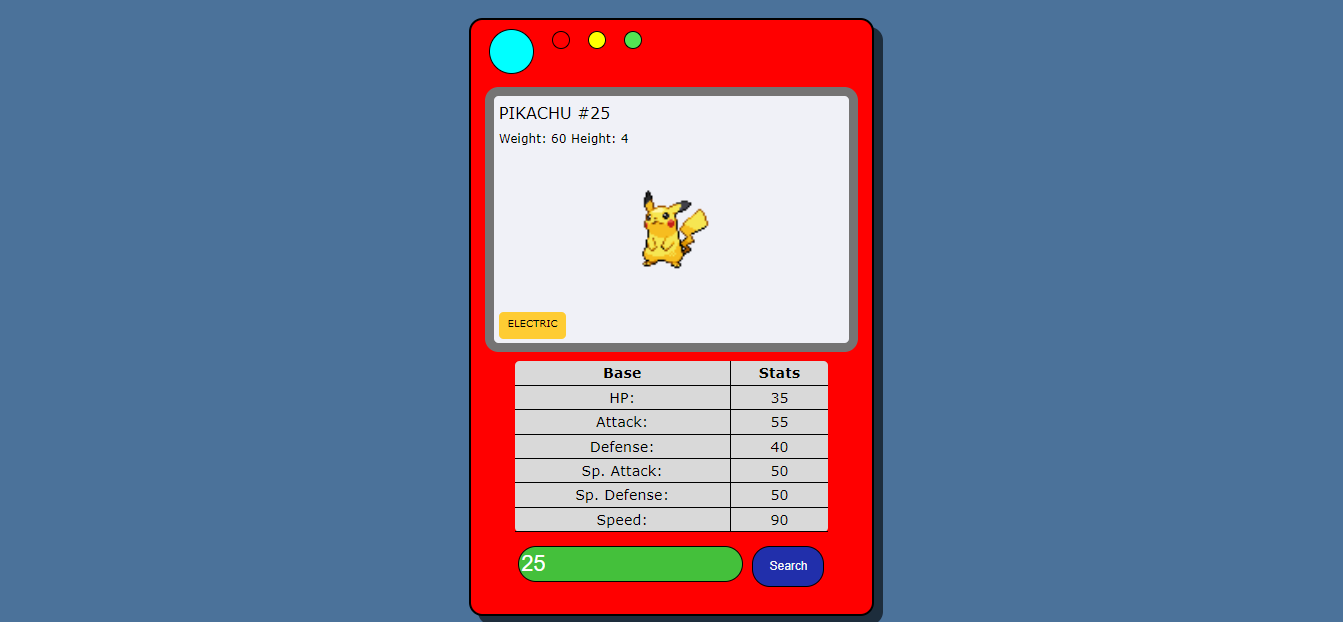 PIKACHU #25
Weight: 60 Height: 4
ELECTRIC
Base Stats
HP: 35
Attack: 55
Defense: 40
Sp. Attack: 50
Sp. Defense: 50
Speed: 90
25 Search